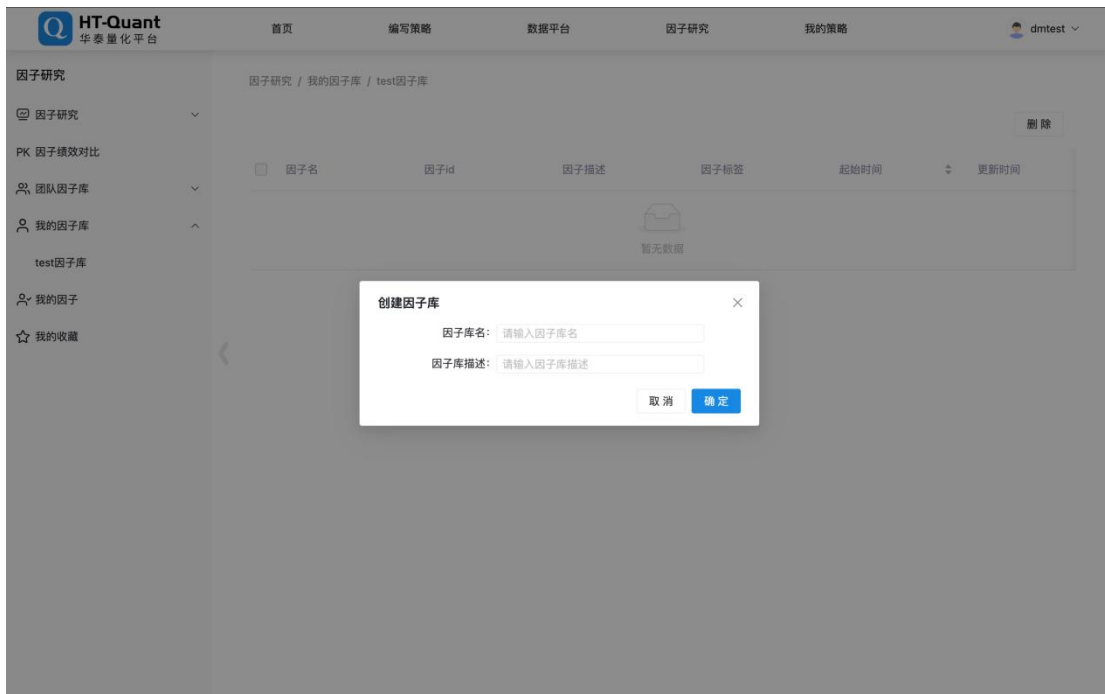 HT-Quant
华泰量化平台
首页 编写策略 数据平台 因子研究 我的策略 dmtest
因子研究
因子研究 / 我的因子库 / test因子库
因子研究
删 除
PK 因子绩效对比
因子名 因子id 因子描述 因子标签 起始时间 更新时间
团队因子库
我的因子库
暂无数据
test因子库
我的因子
我的收藏
创建因子库
因子库名: 请输入因子库名
因子库描述: 请输入因子库描述
取 消 确 定